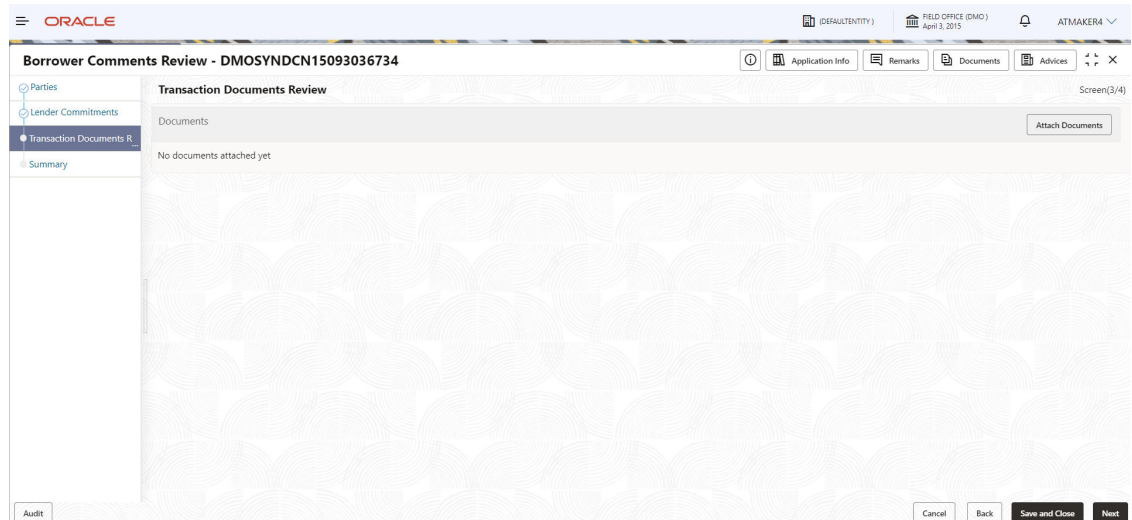 ORACLE
(DEFAULTENTITY )
FIELD OFFICE (DMO )
April 3, 2015
ATMAKER4
Borrower Comments Review - DMOSYNDCN15093036734
Application Info
Remarks
Documents
Advices
Parties
Lender Commitments
Transaction Documents R...
Summary
Transaction Documents Review
Screen(3/4)
Documents
Attach Documents
No documents attached yet
Audit
Cancel
Back
Save and Close
Next